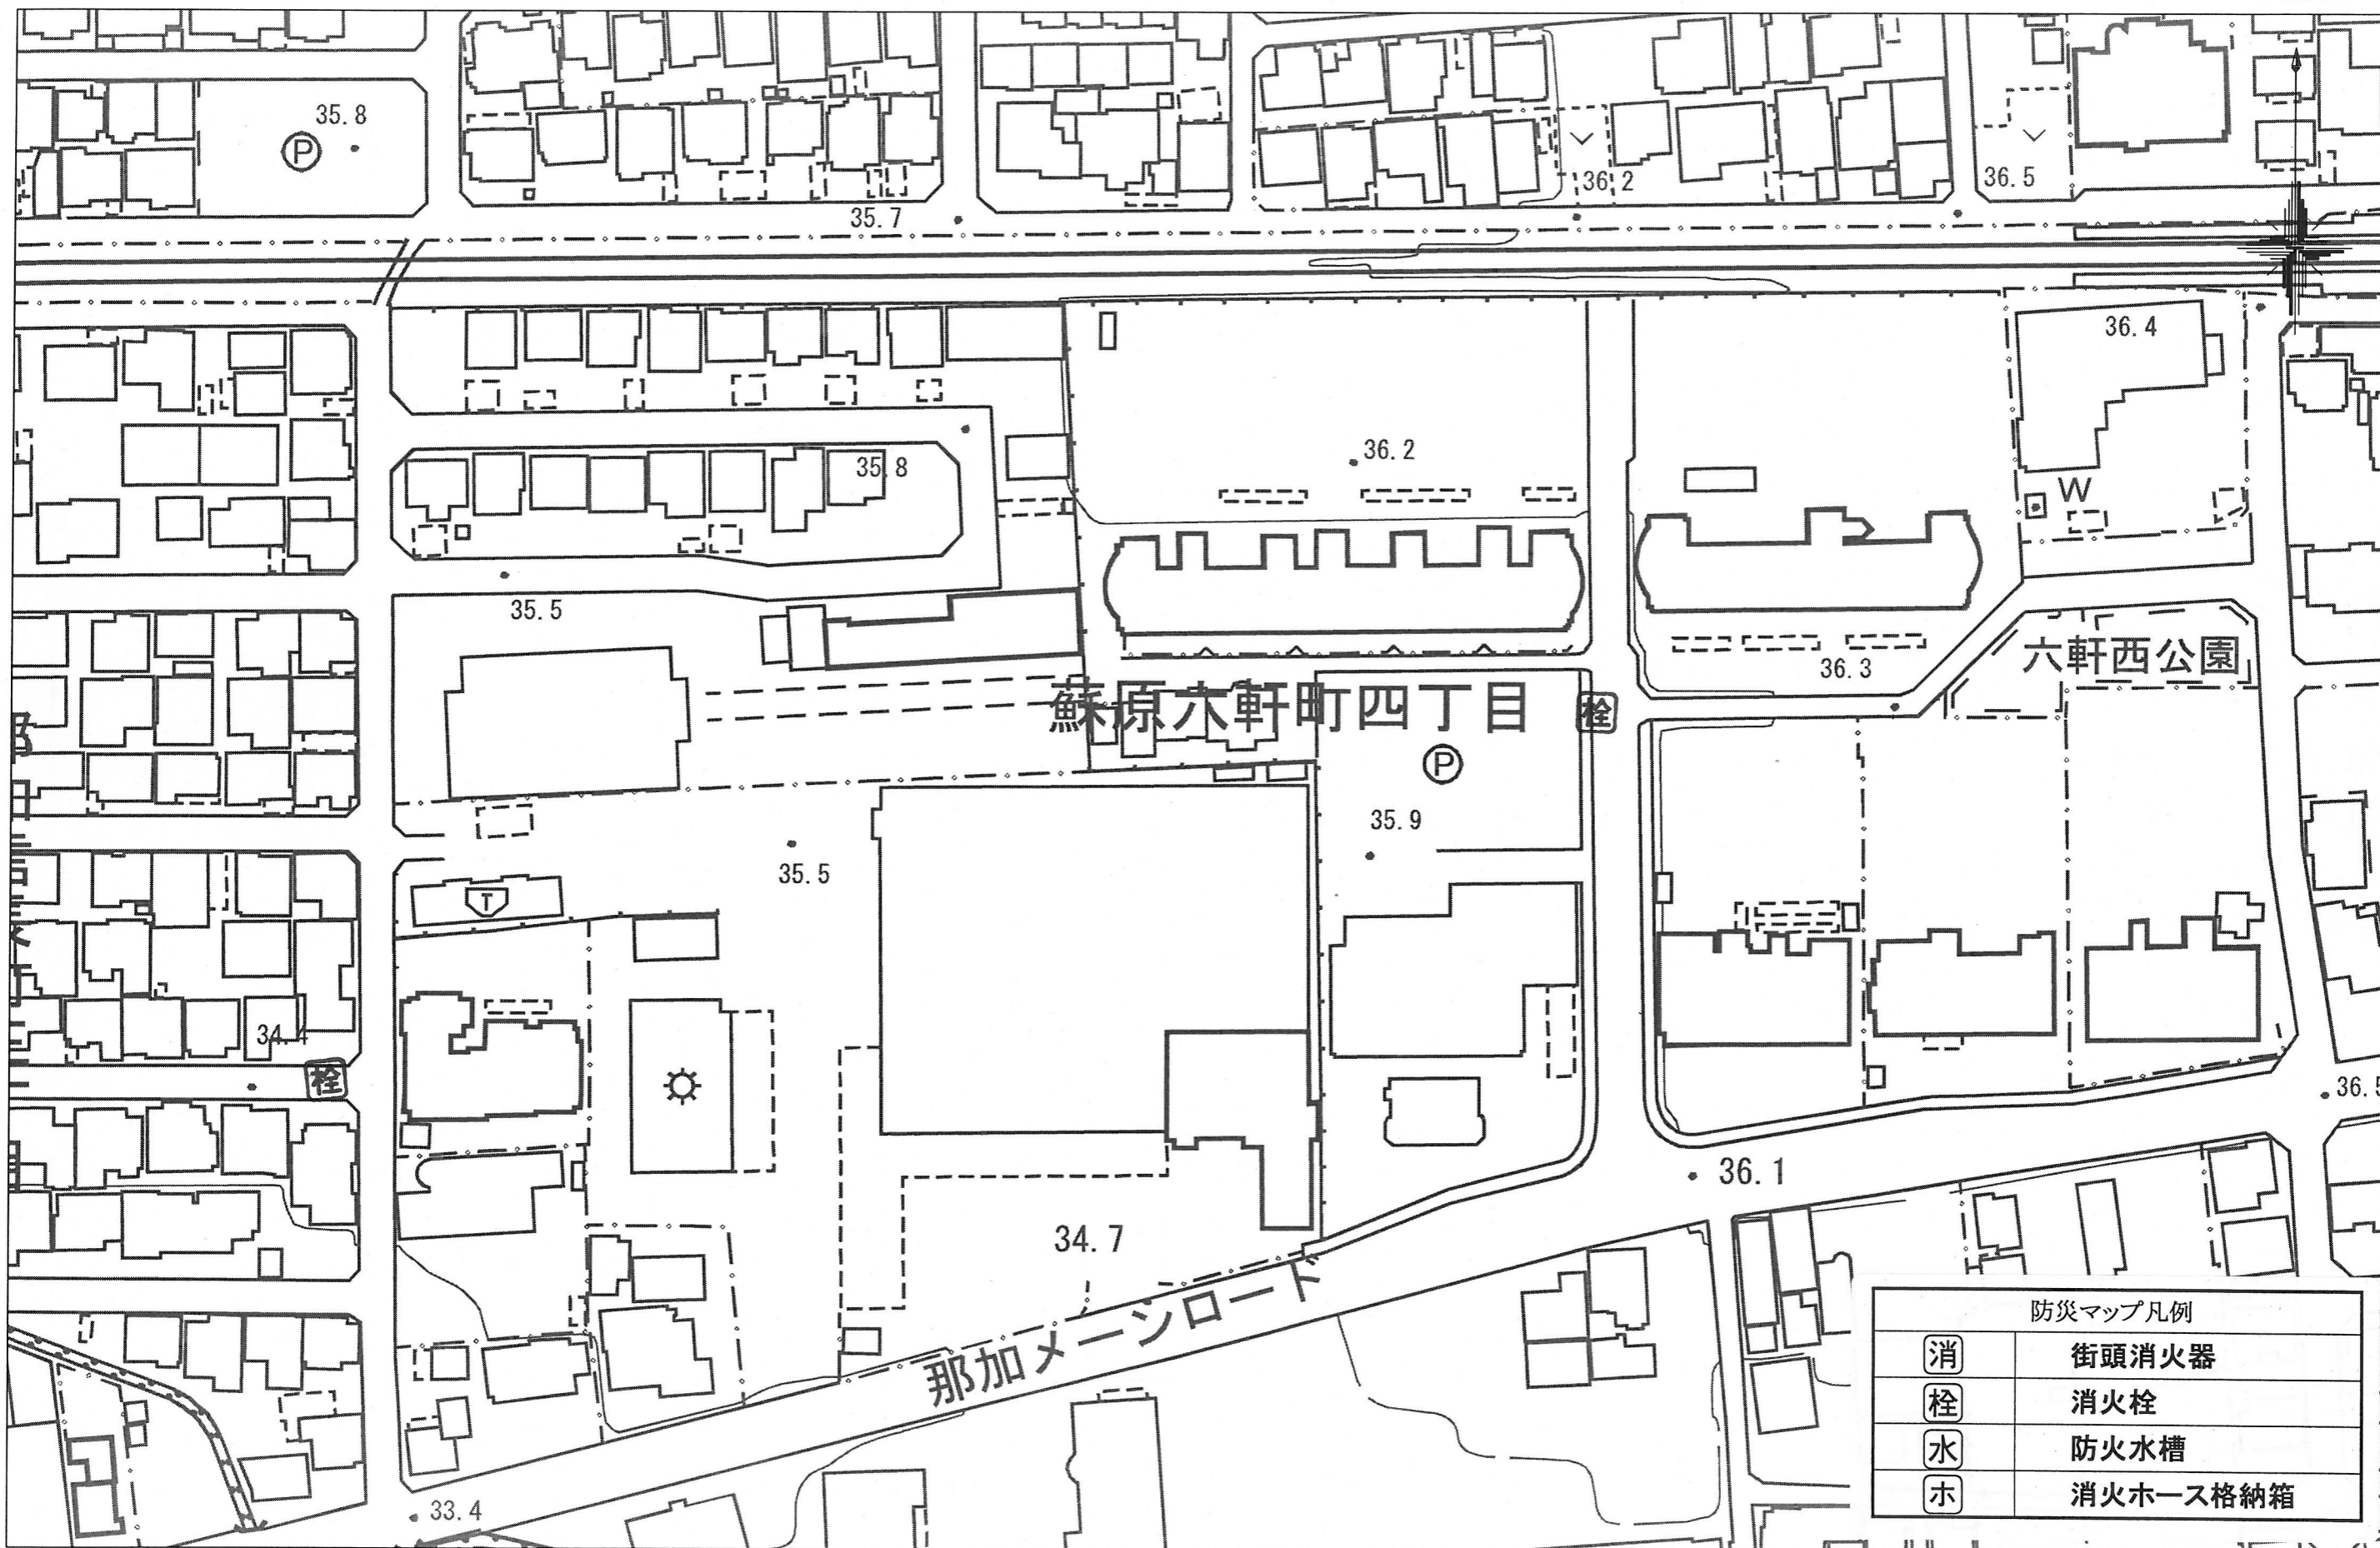 35.8
P
36.2
36.5
35.7
36.4
36.2
35.8
W
35.5
六軒西公園
36.3
蘇原六軒町四丁目
栓
P
35.9
35.5
T
34.4
栓
36.5
36.1
34.7
那加メーンロード
33.4
防災マップ凡例
消 街頭消火器
栓 消火栓
水 防火水槽
ホ 消火ホース格納箱